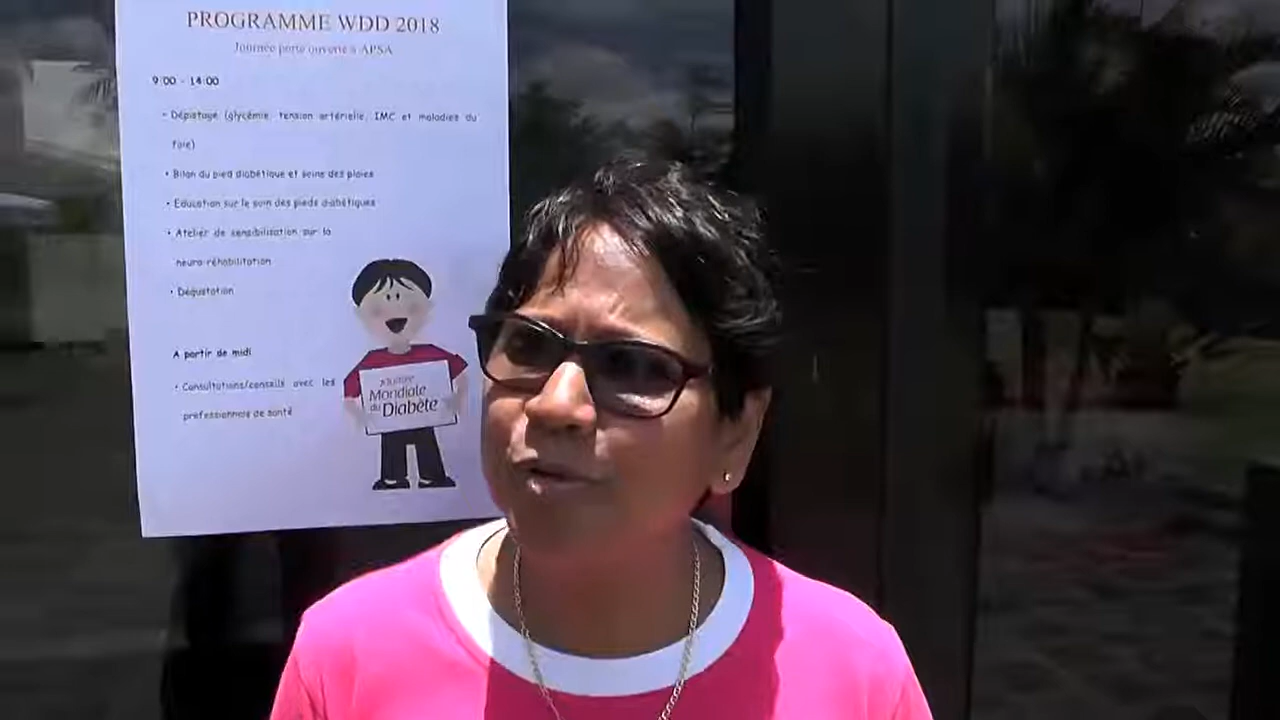 PROGRAMME WDD 2018
Journée porte ouverte à APSA
9:00 - 14:00
• Dépistage (glycémie, tension artérielle, IMC et maladies du
foie)
• Bilan du pied diabétique et soins des plaies
• Education sur le soin des pieds diabétiques
• Atelier de sensibilisation sur la
neuro-réhabilitation
• Dégustation
A partir de midi
• Consultations/conseils avec les
professionnels de santé
Journée
Mondiale
du Diabète